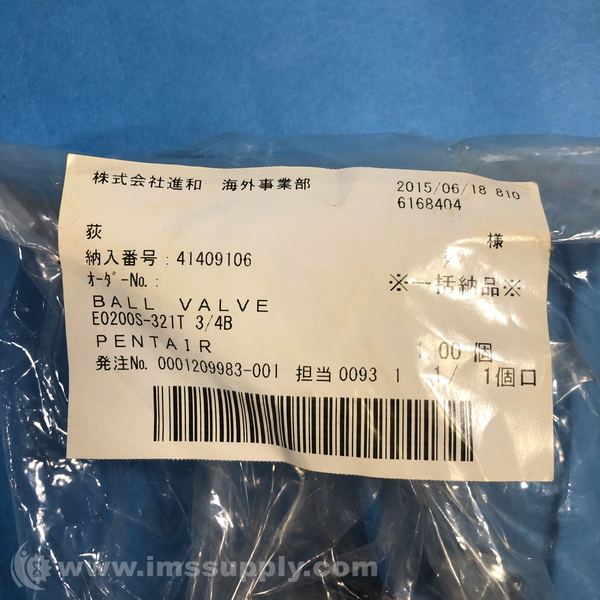 株式会社進和 海外事業部 2015/06/18 810
6168404
荻 様
納入番号: 41409106
ｵｰﾀﾞｰNo.: ※一括納品※
BALL VALVE
E0200S-321T 3/4B
PENTAIR 1.00 個
発注No. 0001209983-001 担当 0093 1 1/ 1個口
www.imssupply.com